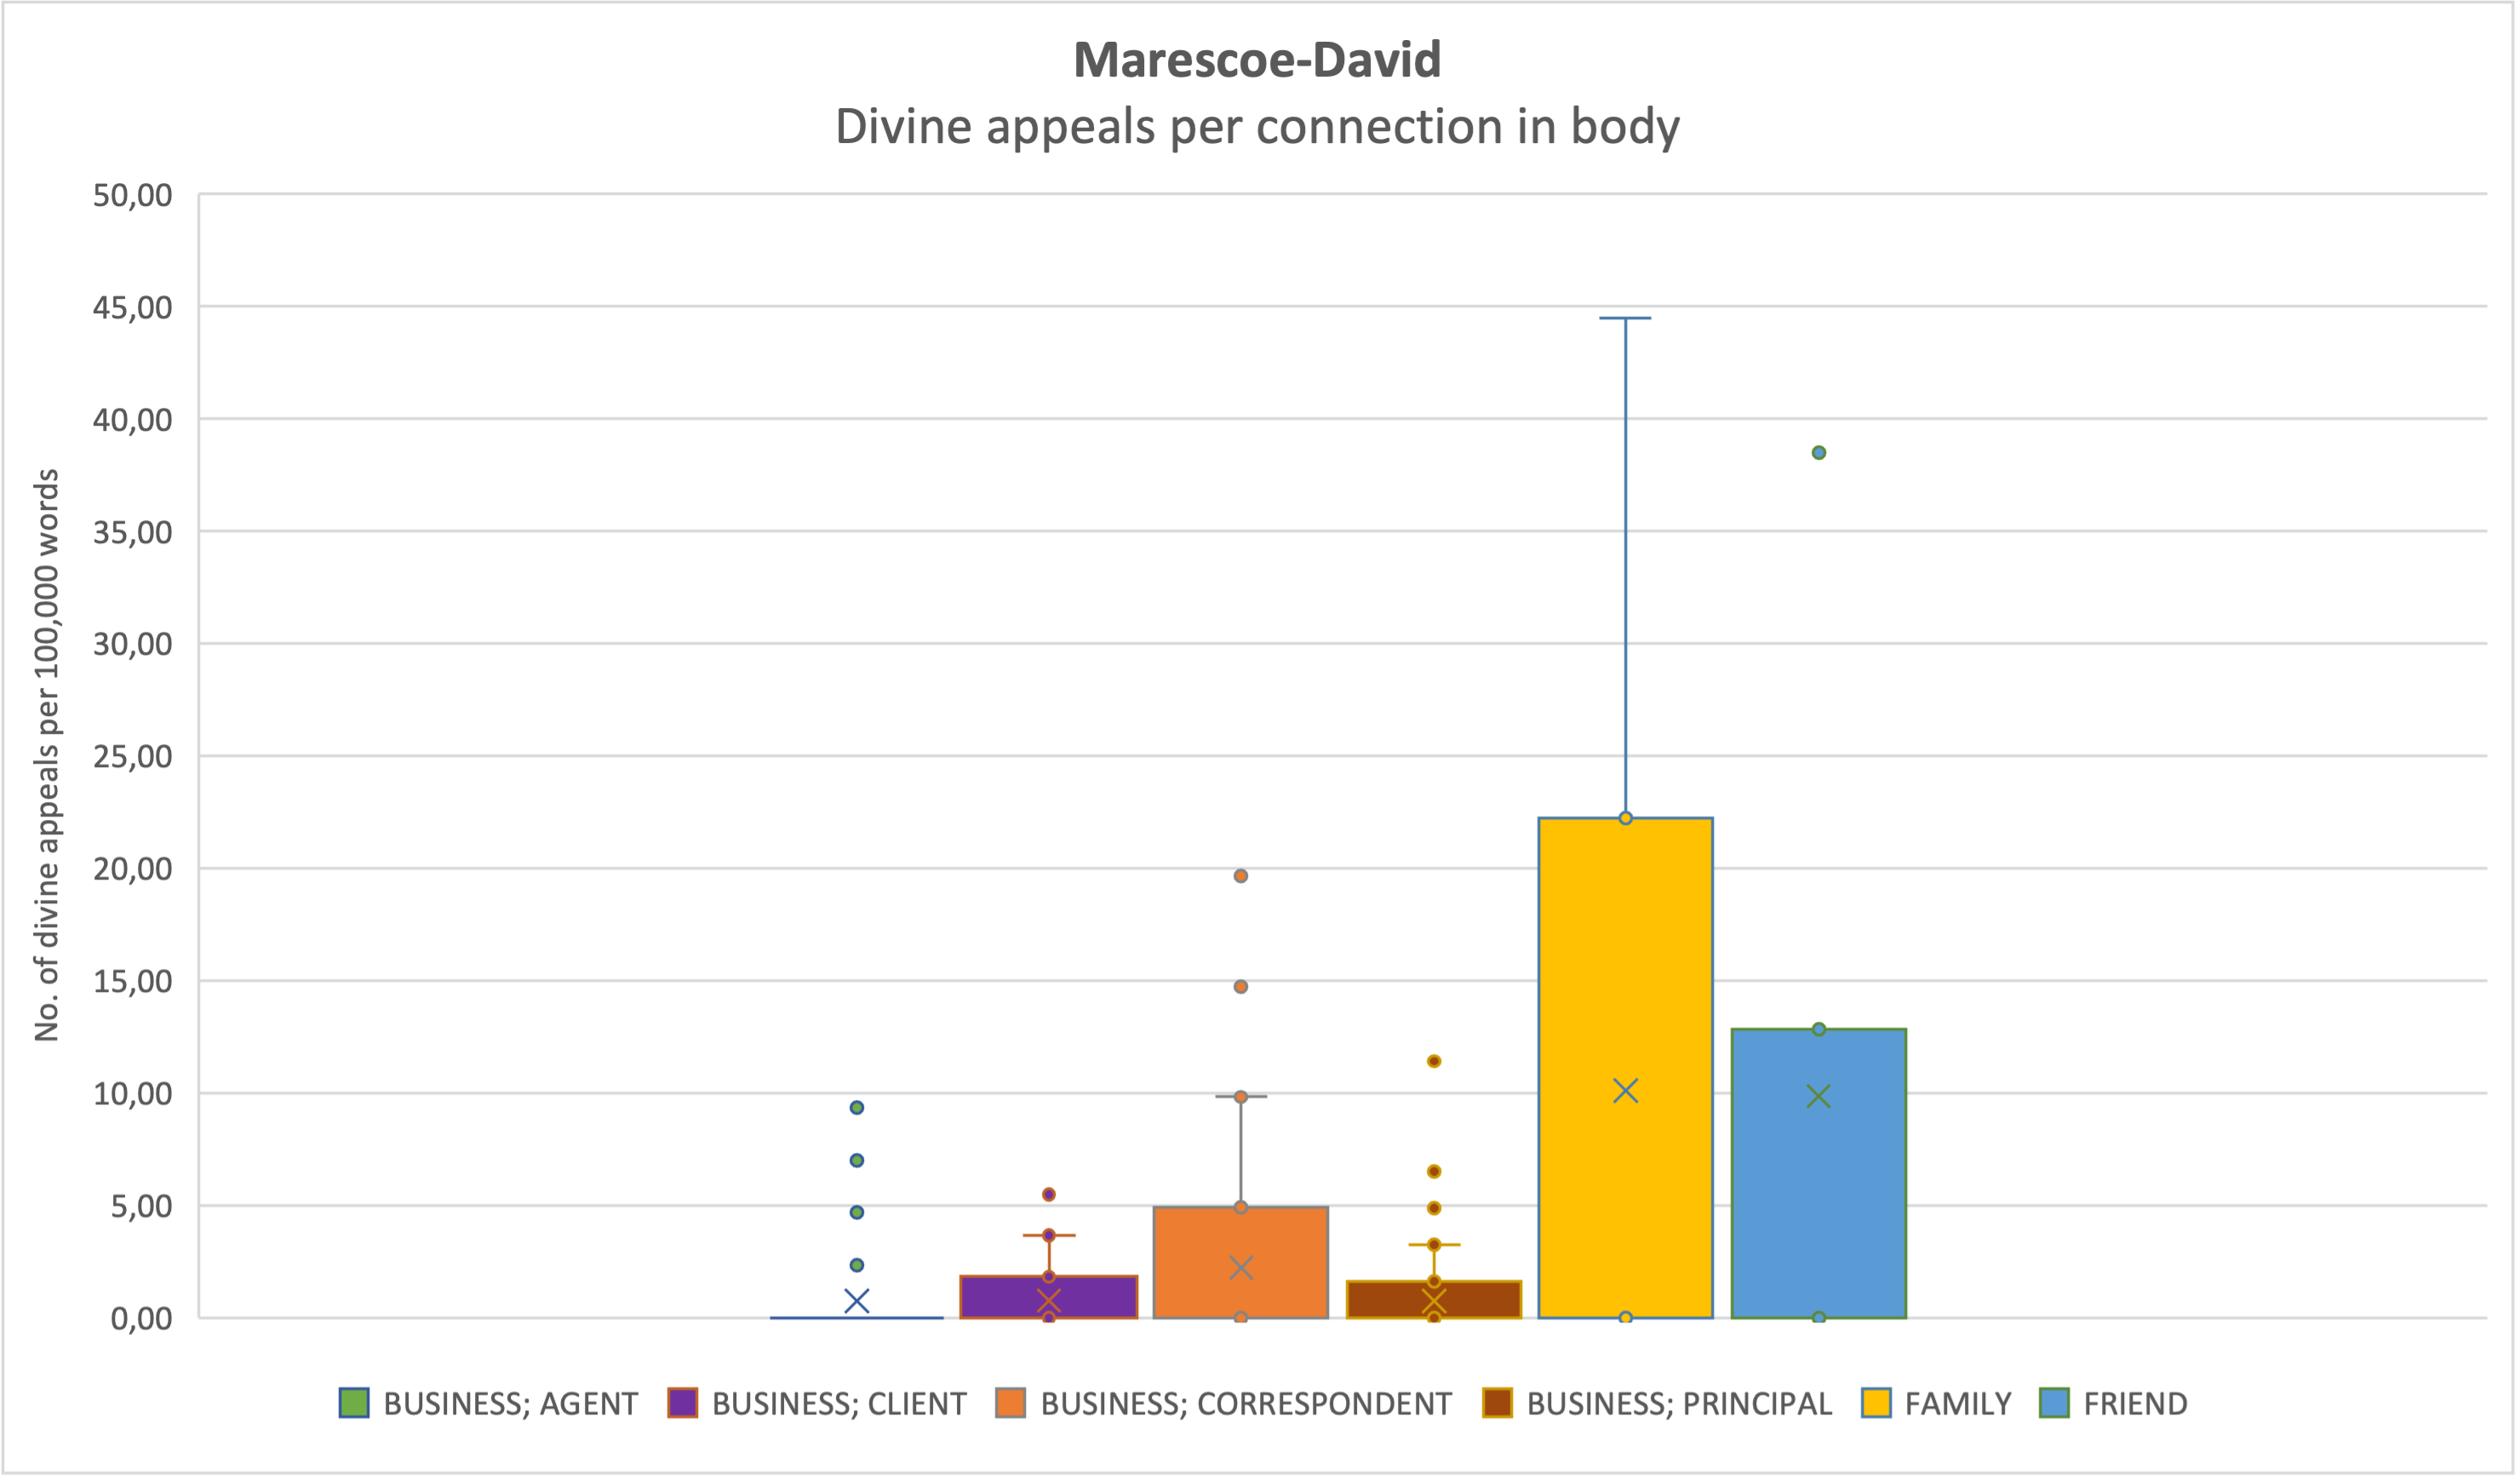 Marescoe-David
Divine appeals per connection in body
No. of divine appeals per 100,000 words
50,00
45,00
40,00
35,00
30,00
25,00
20,00
15,00
10,00
5,00
0,00
BUSINESS; AGENT BUSINESS; CLIENT BUSINESS; CORRESPONDENT BUSINESS; PRINCIPAL FAMILY FRIEND